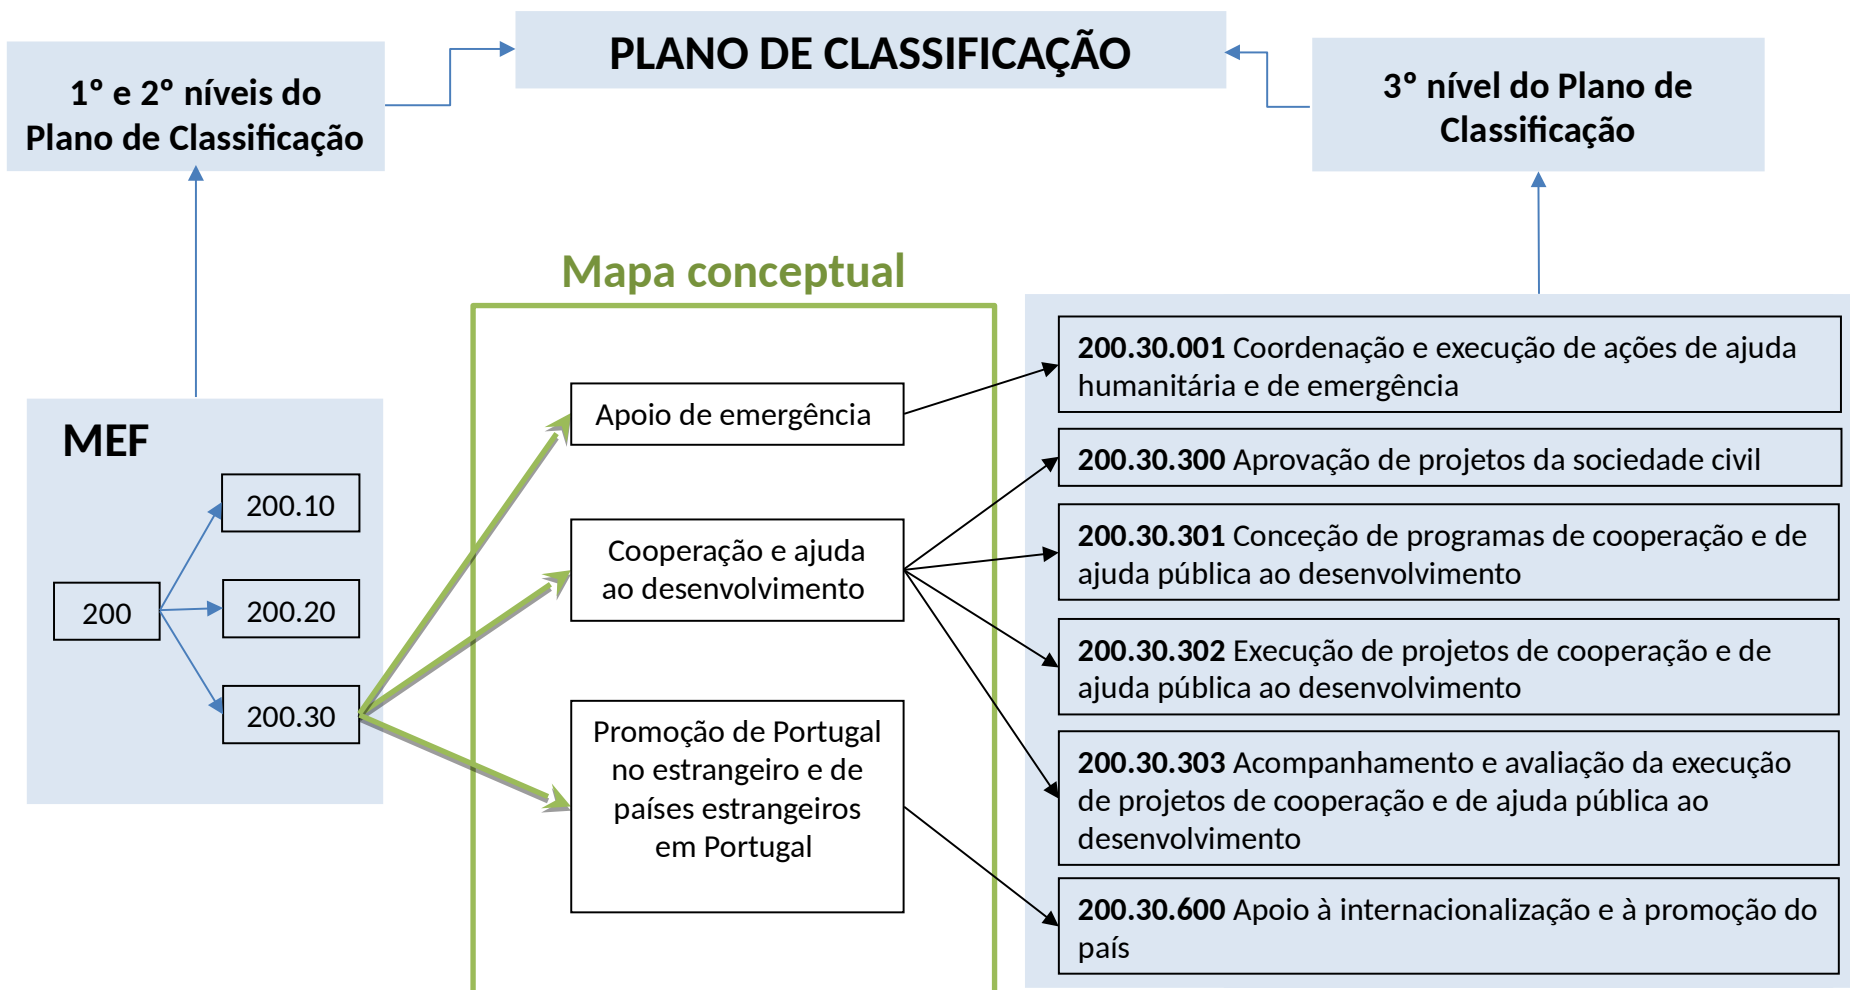 PLANO DE CLASSIFICAÇÃO
1º e 2º níveis do
Plano de Classificação
3º nível do Plano de
Classificação
Mapa conceptual
MEF
200
200.10
200.20
200.30
Apoio de emergência
Cooperação e ajuda
ao desenvolvimento
Promoção de Portugal
no estrangeiro e de
países estrangeiros
em Portugal
200.30.001 Coordenação e execução de ações de ajuda
humanitária e de emergência
200.30.300 Aprovação de projetos da sociedade civil
200.30.301 Conceção de programas de cooperação e de
ajuda pública ao desenvolvimento
200.30.302 Execução de projetos de cooperação e de
ajuda pública ao desenvolvimento
200.30.303 Acompanhamento e avaliação da execução
de projetos de cooperação e de ajuda pública ao
desenvolvimento
200.30.600 Apoio à internacionalização e à promoção do
país